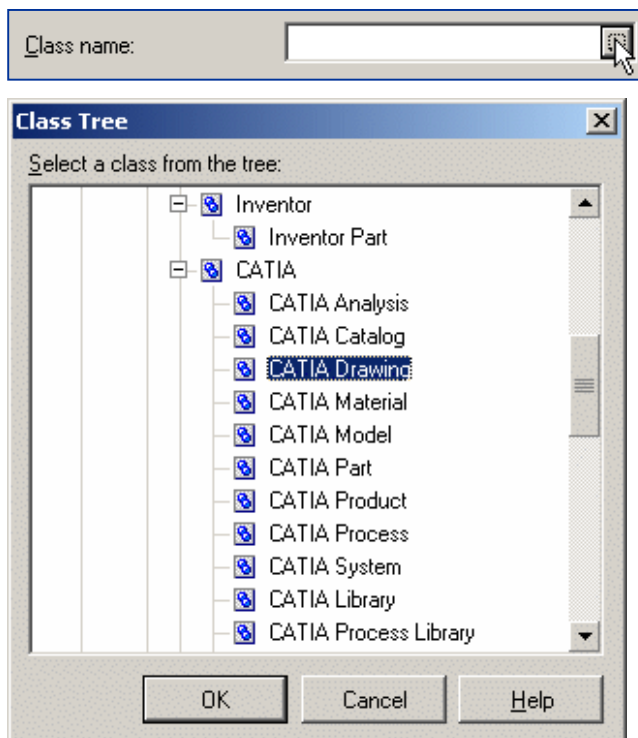 Class name:
Class Tree
Select a class from the tree:
Inventor
Inventor Part
CATIA
CATIA Analysis
CATIA Catalog
CATIA Drawing
CATIA Material
CATIA Model
CATIA Part
CATIA Product
CATIA Process
CATIA System
CATIA Library
CATIA Process Library
OK Cancel Help